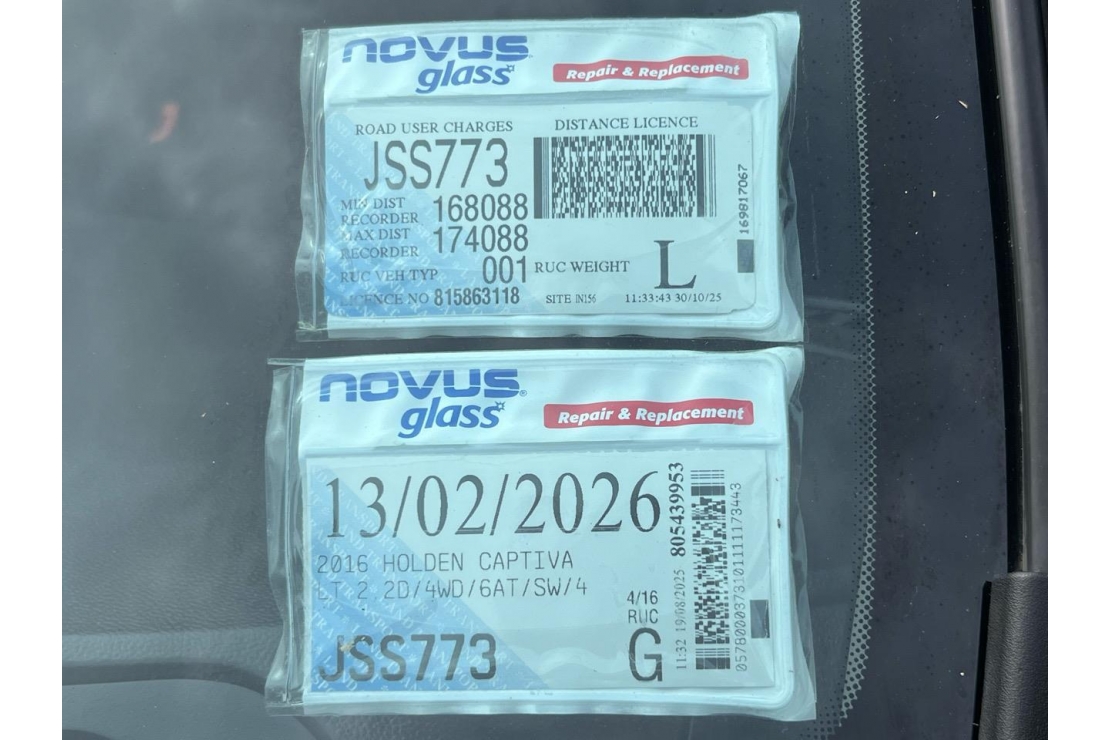 novus
glass
Repair & Replacement
ROAD USER CHARGES
DISTANCE LICENCE
JSS773
MIN DIST
RECORDER 168088
MAX DIST
RECORDER 174088
RUC VEH TYP 001
RUC WEIGHT L
LICENCE NO 815863118
SITE IN156
11:33:43 30/10/25
169817067
novus®
glass
Repair & Replacement
13/02/2026
2016 HOLDEN CAPTIVA
LT 2.2D/4WD/6AT/SW/4
4/16
RUC
JSS773
G
11:32 19/08/2025 805439953
05780000373101111173443